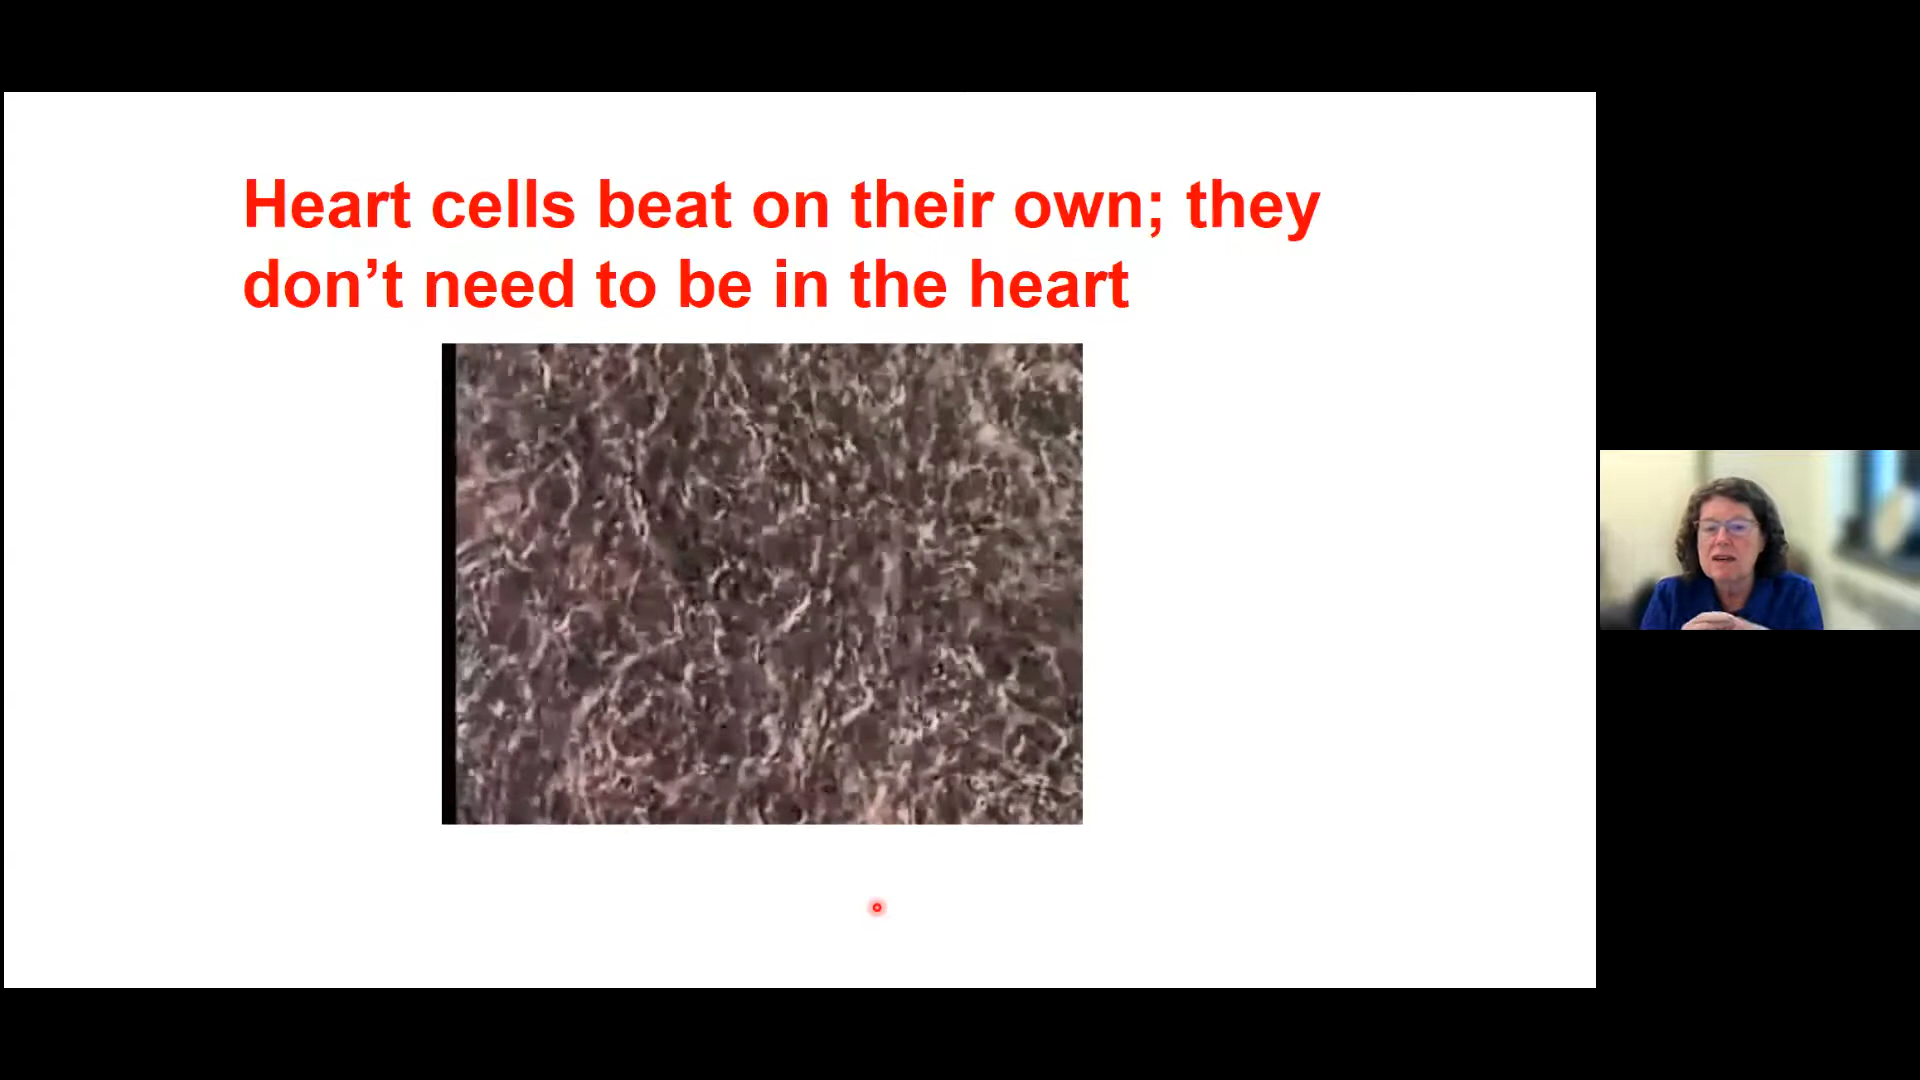 Heart cells beat on their own; they
don’t need to be in the heart